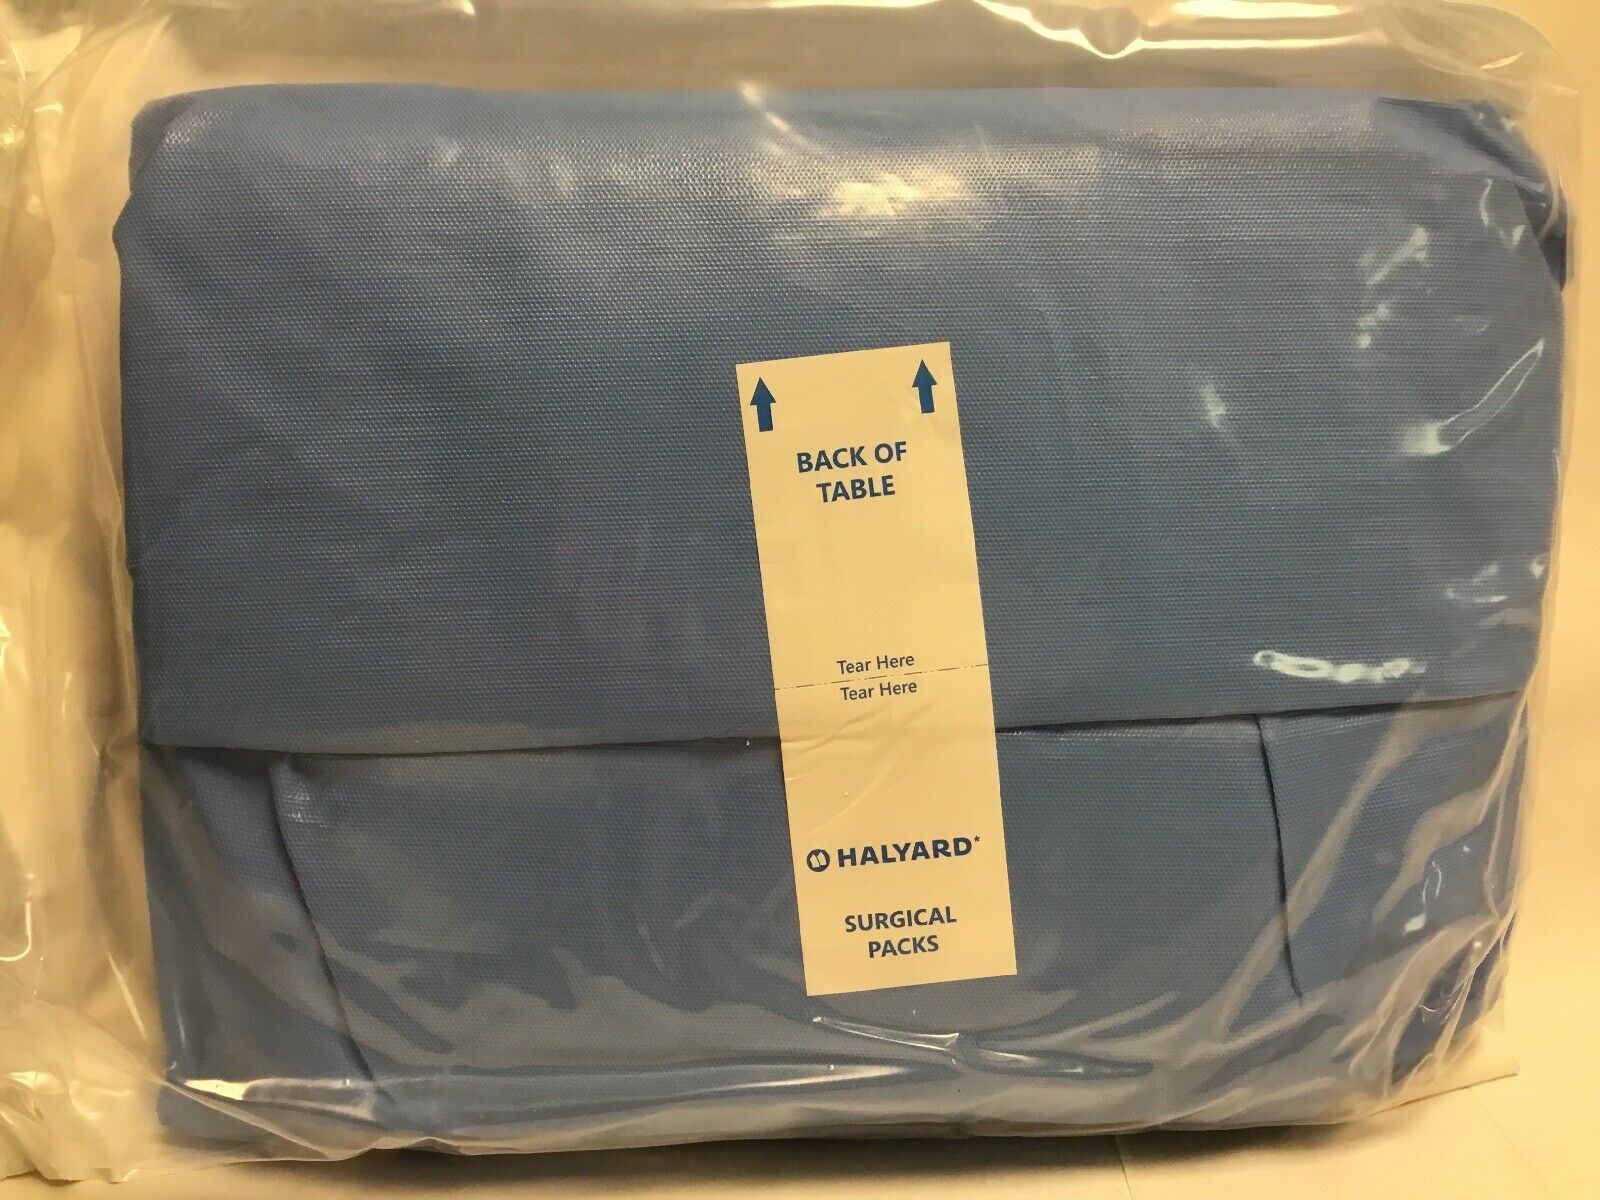 BACK OF
TABLE
Tear Here
Tear Here
HALYARD*
SURGICAL
PACKS